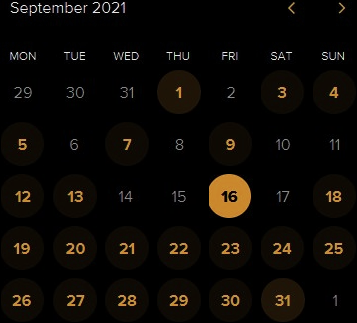 September 2021
MON TUE WED THU FRI SAT SUN
29 30 31 1 2 3 4
5 6 7 8 9 10 11
12 13 14 15 16 17 18
19 20 21 22 23 24 25
26 27 28 29 30 31 1